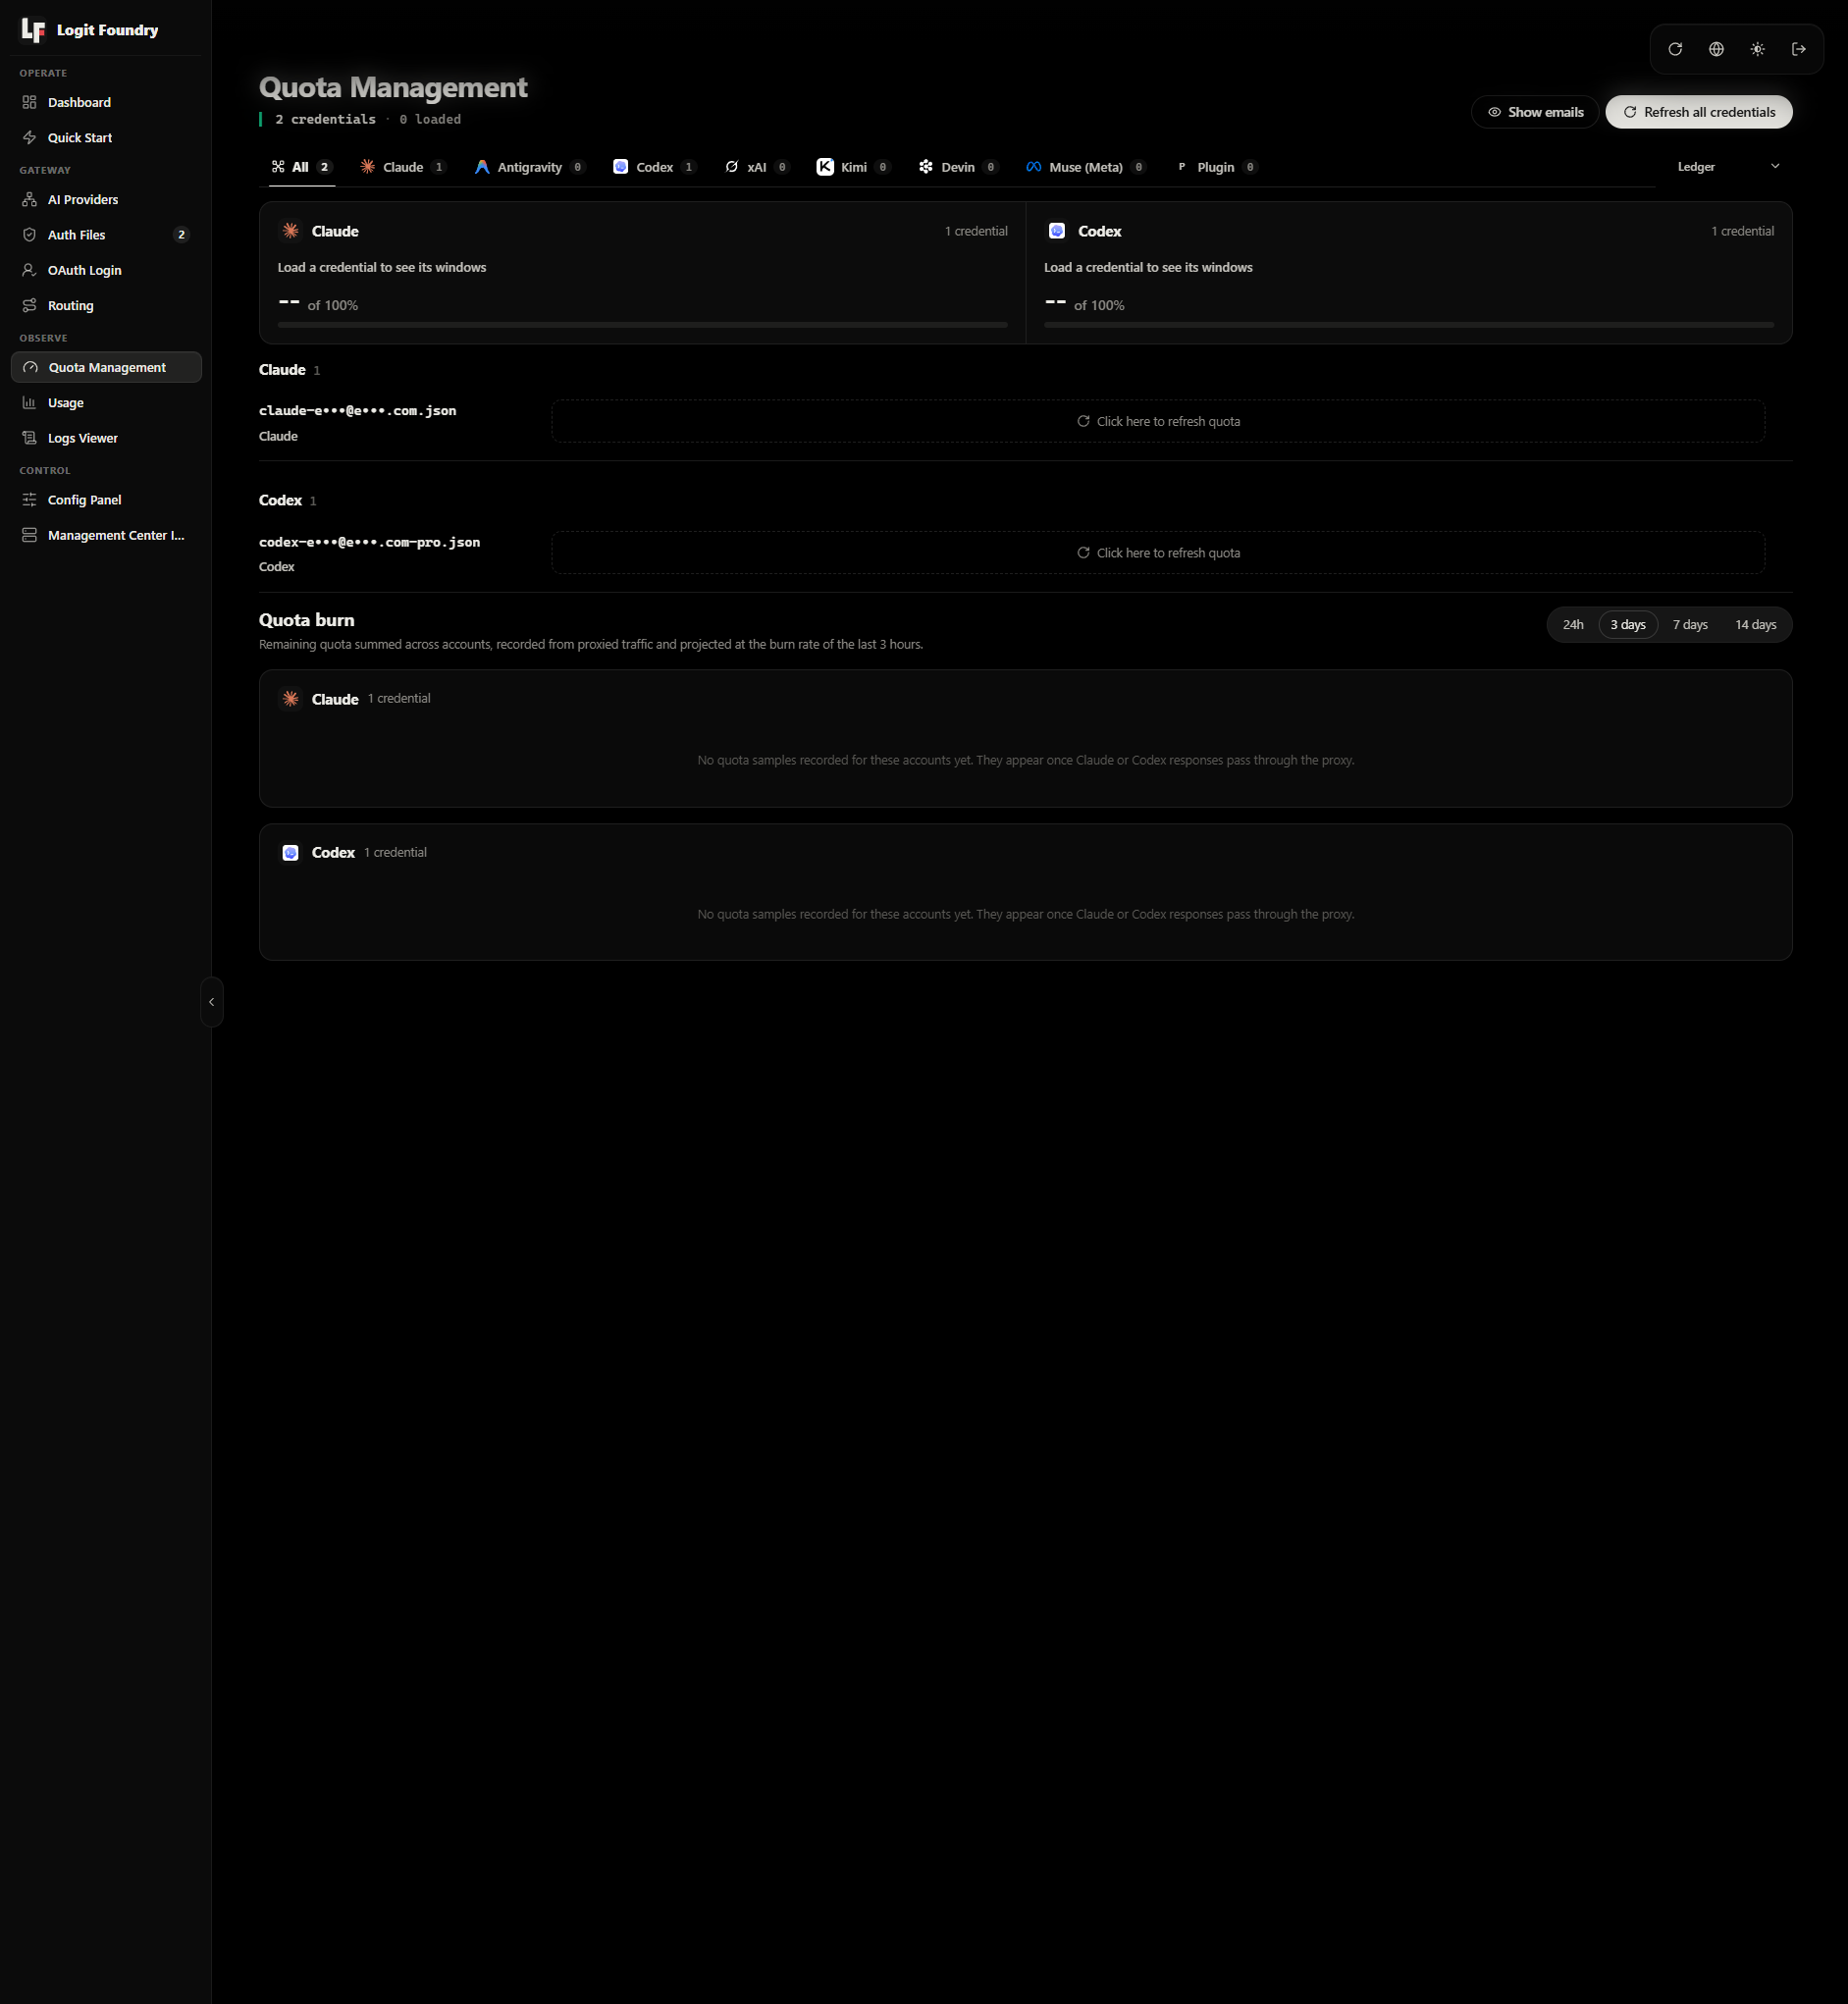 Logit Foundry
OPERATE
Dashboard
Quick Start
GATEWAY
AI Providers
Auth Files 2
OAuth Login
Routing
OBSERVE
Quota Management
Usage
Logs Viewer
CONTROL
Config Panel
Management Center I...
Quota Management
2 credentials · 0 loaded
Show emails
Refresh all credentials
All 2 Claude 1 Antigravity 0 Codex 1 xAI 0 Kimi 0 Devin 0 Muse (Meta) 0 P Plugin 0 Ledger
Claude 1 credential
Load a credential to see its windows
-- of 100%
Codex 1 credential
Load a credential to see its windows
-- of 100%
Claude 1
claude-e•••@e•••.com.json
Claude
Click here to refresh quota
Codex 1
codex-e•••@e•••.com-pro.json
Codex
Click here to refresh quota
Quota burn
Remaining quota summed across accounts, recorded from proxied traffic and projected at the burn rate of the last 3 hours.
24h 3 days 7 days 14 days
Claude 1 credential
No quota samples recorded for these accounts yet. They appear once Claude or Codex responses pass through the proxy.
Codex 1 credential
No quota samples recorded for these accounts yet. They appear once Claude or Codex responses pass through the proxy.